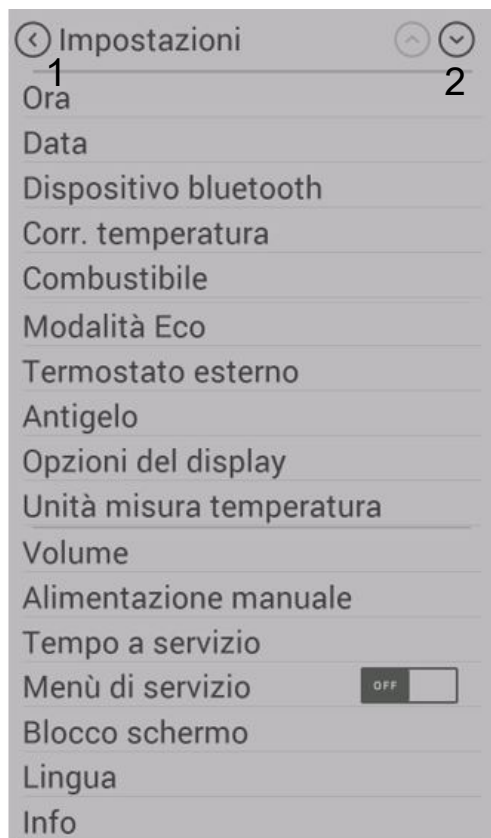 Impostazioni
1
2
Ora
Data
Dispositivo bluetooth
Corr. temperatura
Combustibile
Modalità Eco
Termostato esterno
Antigelo
Opzioni del display
Unità misura temperatura
Volume
Alimentazione manuale
Tempo a servizio
Menù di servizio OFF
Blocco schermo
Lingua
Info